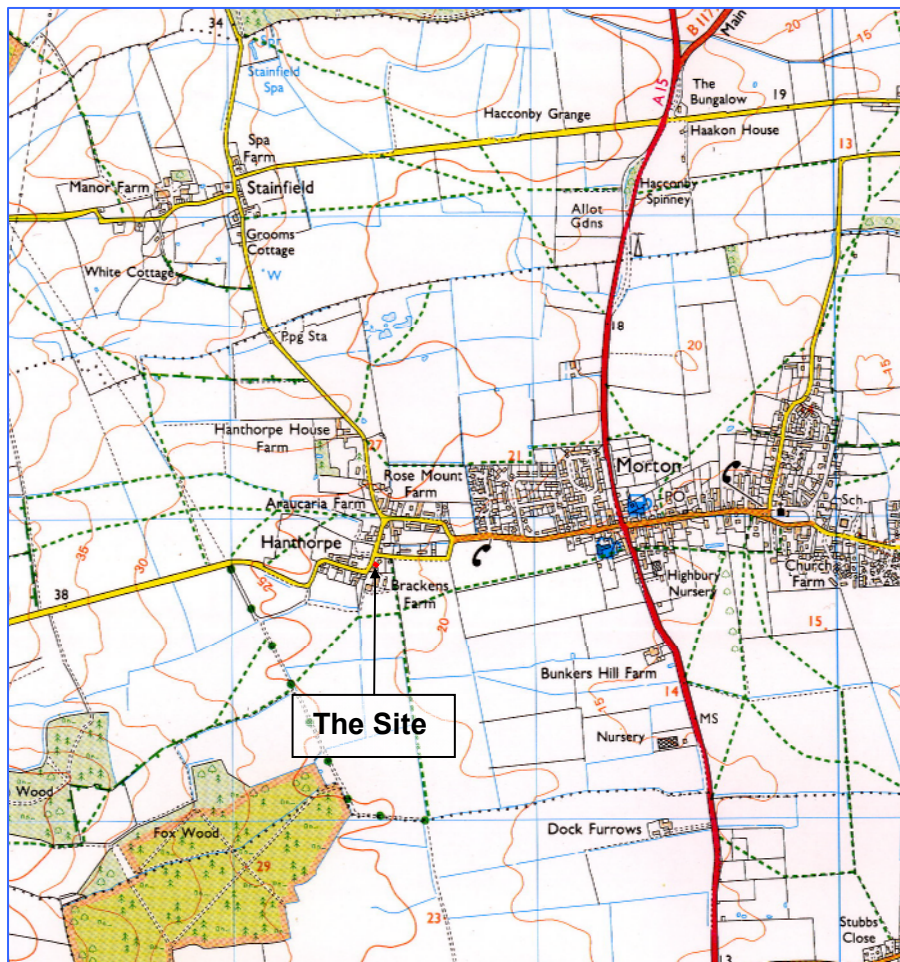 34
20
15
B117
Main
Spr
Stainfield
Spa
A15
The
Bungalow
19
Hacconby Grange
Haakon House
13
Spa
Farm
Manor Farm
Stainfield
Hacconby
Spinney
Allot
Gdns
Grooms
Cottage
White Cottage
W
18
Ppg Sta
20
15
Hanthorpe House
Farm
27
21
Morton
Rose Mount
Farm
PO
Araucaria Farm
Sch
Hanthorpe
35
30
25
38
Brackens
Farm
20
Highbury
Nursery
Church
Farm
15
Bunkers Hill Farm
14
15
The Site
MS
Nursery
Wood
Fox Wood
Dock Furrows
29
23
Stubbs
Close
13